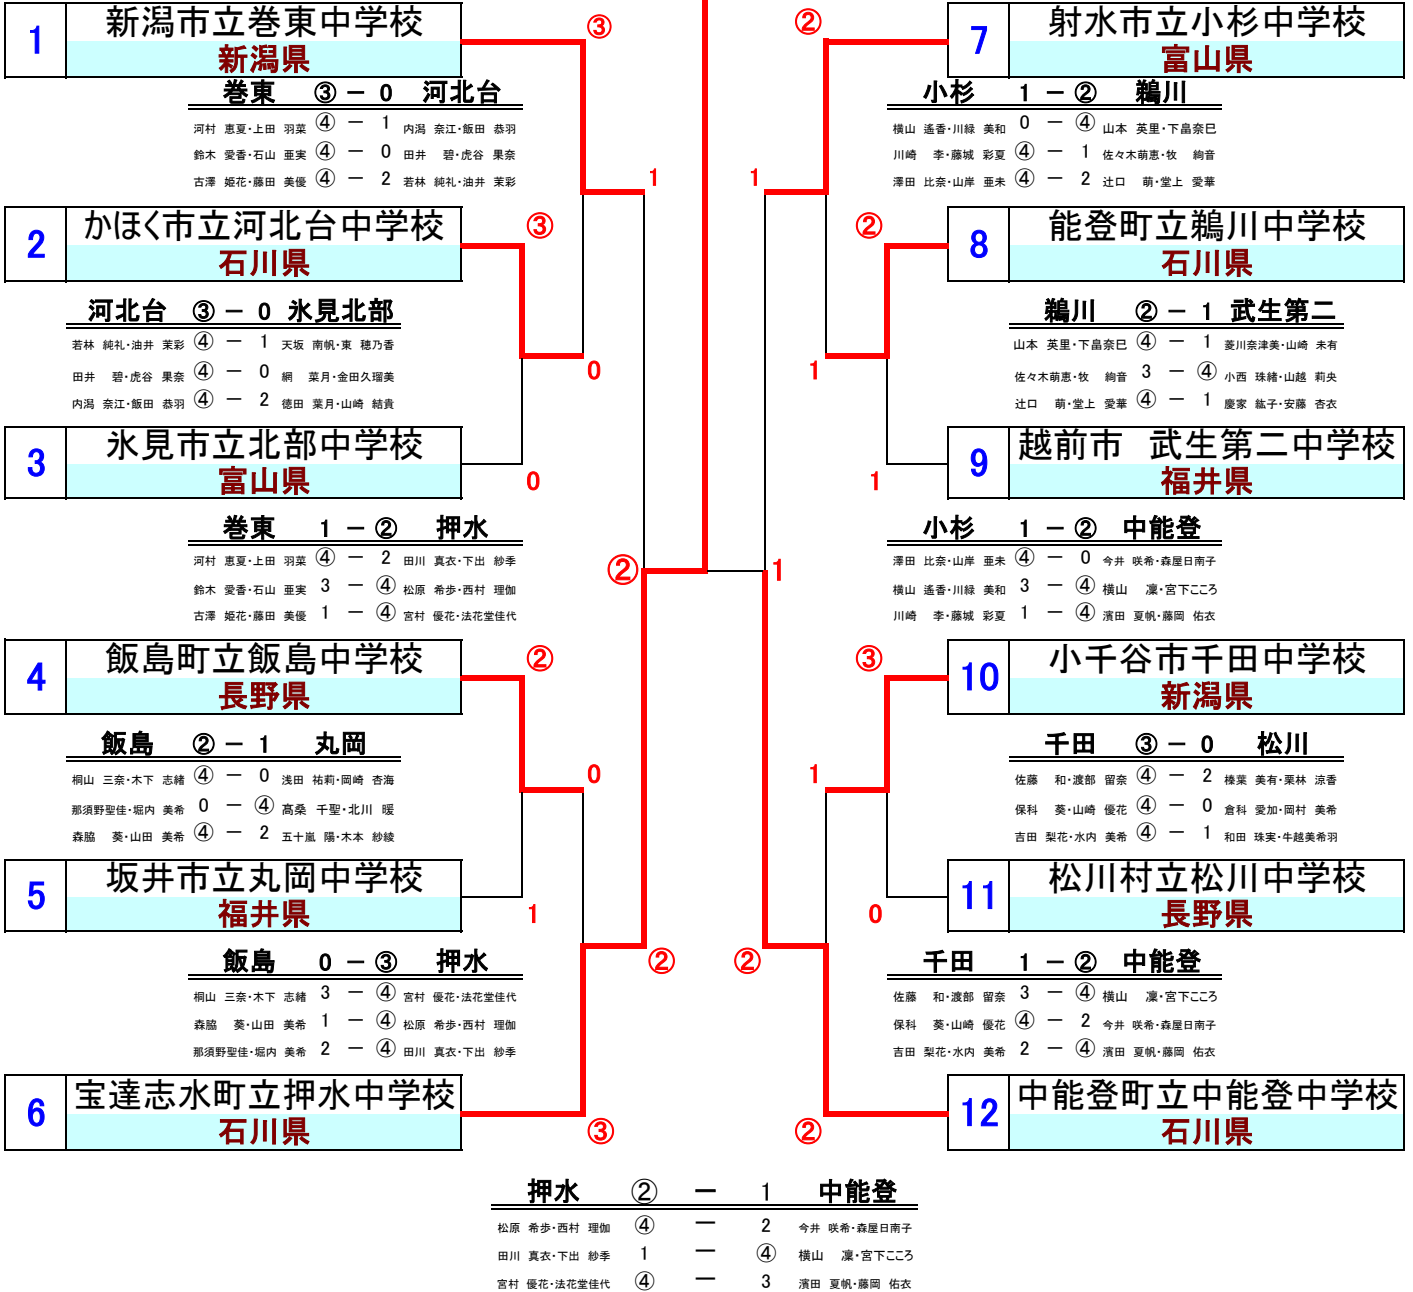 1 新潟市立巻東中学校
新潟県
③
巻東 ③ － 0 河北台
河村 恵夏・上田 羽菜 ④ － 1 内潟 奈江・飯田 恭羽
鈴木 愛香・石山 亜実 ④ － 0 田井 碧・虎谷 果奈
古澤 姫花・藤田 美優 ④ － 2 若林 純礼・油井 茉彩
1
2 かほく市立河北台中学校
石川県
③
河北台 ③ － 0 氷見北部
若林 純礼・油井 茉彩 ④ － 1 天坂 南帆・東 穂乃香
田井 碧・虎谷 果奈 ④ － 0 網 菜月・金田久瑠美
内潟 奈江・飯田 恭羽 ④ － 2 徳田 葉月・山崎 結貴
0
3 氷見市立北部中学校
富山県
0
巻東 1 － ② 押水
河村 恵夏・上田 羽菜 ④ － 2 田川 真衣・下出 紗季
鈴木 愛香・石山 亜実 3 － ④ 松原 希歩・西村 理伽
古澤 姫花・藤田 美優 1 － ④ 宮村 優花・法花堂佳代
②
4 飯島町立飯島中学校
長野県
②
飯島 ② － 1 丸岡
桐山 三奈・木下 志緒 ④ － 0 浅田 祐莉・岡崎 杏海
那須野聖佳・堀内 美希 0 － ④ 髙桑 千聖・北川 暖
森脇 葵・山田 美希 ④ － 2 五十嵐 陽・木本 紗綾
0
5 坂井市立丸岡中学校
福井県
1
飯島 0 － ③ 押水
桐山 三奈・木下 志緒 3 － ④ 宮村 優花・法花堂佳代
森脇 葵・山田 美希 1 － ④ 松原 希歩・西村 理伽
那須野聖佳・堀内 美希 2 － ④ 田川 真衣・下出 紗季
②
6 宝達志水町立押水中学校
石川県
③
7 射水市立小杉中学校
富山県
②
小杉 1 － ② 鵜川
横山 遙香・川緑 美和 0 － ④ 山本 英里・下畠奈巳
川崎 李・藤城 彩夏 ④ － 1 佐々木萌恵・牧 絢音
澤田 比奈・山岸 亜未 ④ － 2 辻口 萌・堂上 愛華
1
8 能登町立鵜川中学校
石川県
②
鵜川 ② － 1 武生第二
山本 英里・下畠奈巳 ④ － 1 菱川奈津美・山崎 未有
佐々木萌恵・牧 絢音 3 － ④ 小西 珠緒・山越 莉央
辻口 萌・堂上 愛華 ④ － 1 慶家 紘子・安藤 杏衣
1
9 越前市 武生第二中学校
福井県
1
小杉 1 － ② 中能登
澤田 比奈・山岸 亜未 ④ － 0 今井 咲希・森屋日南子
横山 遙香・川緑 美和 3 － ④ 横山 凜・宮下こころ
川崎 李・藤城 彩夏 1 － ④ 濱田 夏帆・藤岡 佑衣
1
10 小千谷市千田中学校
新潟県
③
千田 ③ － 0 松川
佐藤 和・渡部 留奈 ④ － 2 榛葉 美有・栗林 涼香
保科 葵・山崎 優花 ④ － 0 倉科 愛加・岡村 美希
吉田 梨花・水内 美希 ④ － 1 和田 珠実・牛越美希羽
1
11 松川村立松川中学校
長野県
0
千田 1 － ② 中能登
佐藤 和・渡部 留奈 3 － ④ 横山 凜・宮下こころ
保科 葵・山崎 優花 ④ － 2 今井 咲希・森屋日南子
吉田 梨花・水内 美希 2 － ④ 濱田 夏帆・藤岡 佑衣
②
12 中能登町立中能登中学校
石川県
②
押水 ② － 1 中能登
松原 希歩・西村 理伽 ④ － 2 今井 咲希・森屋日南子
田川 真衣・下出 紗季 1 － ④ 横山 凜・宮下こころ
宮村 優花・法花堂佳代 ④ － 3 濱田 夏帆・藤岡 佑衣